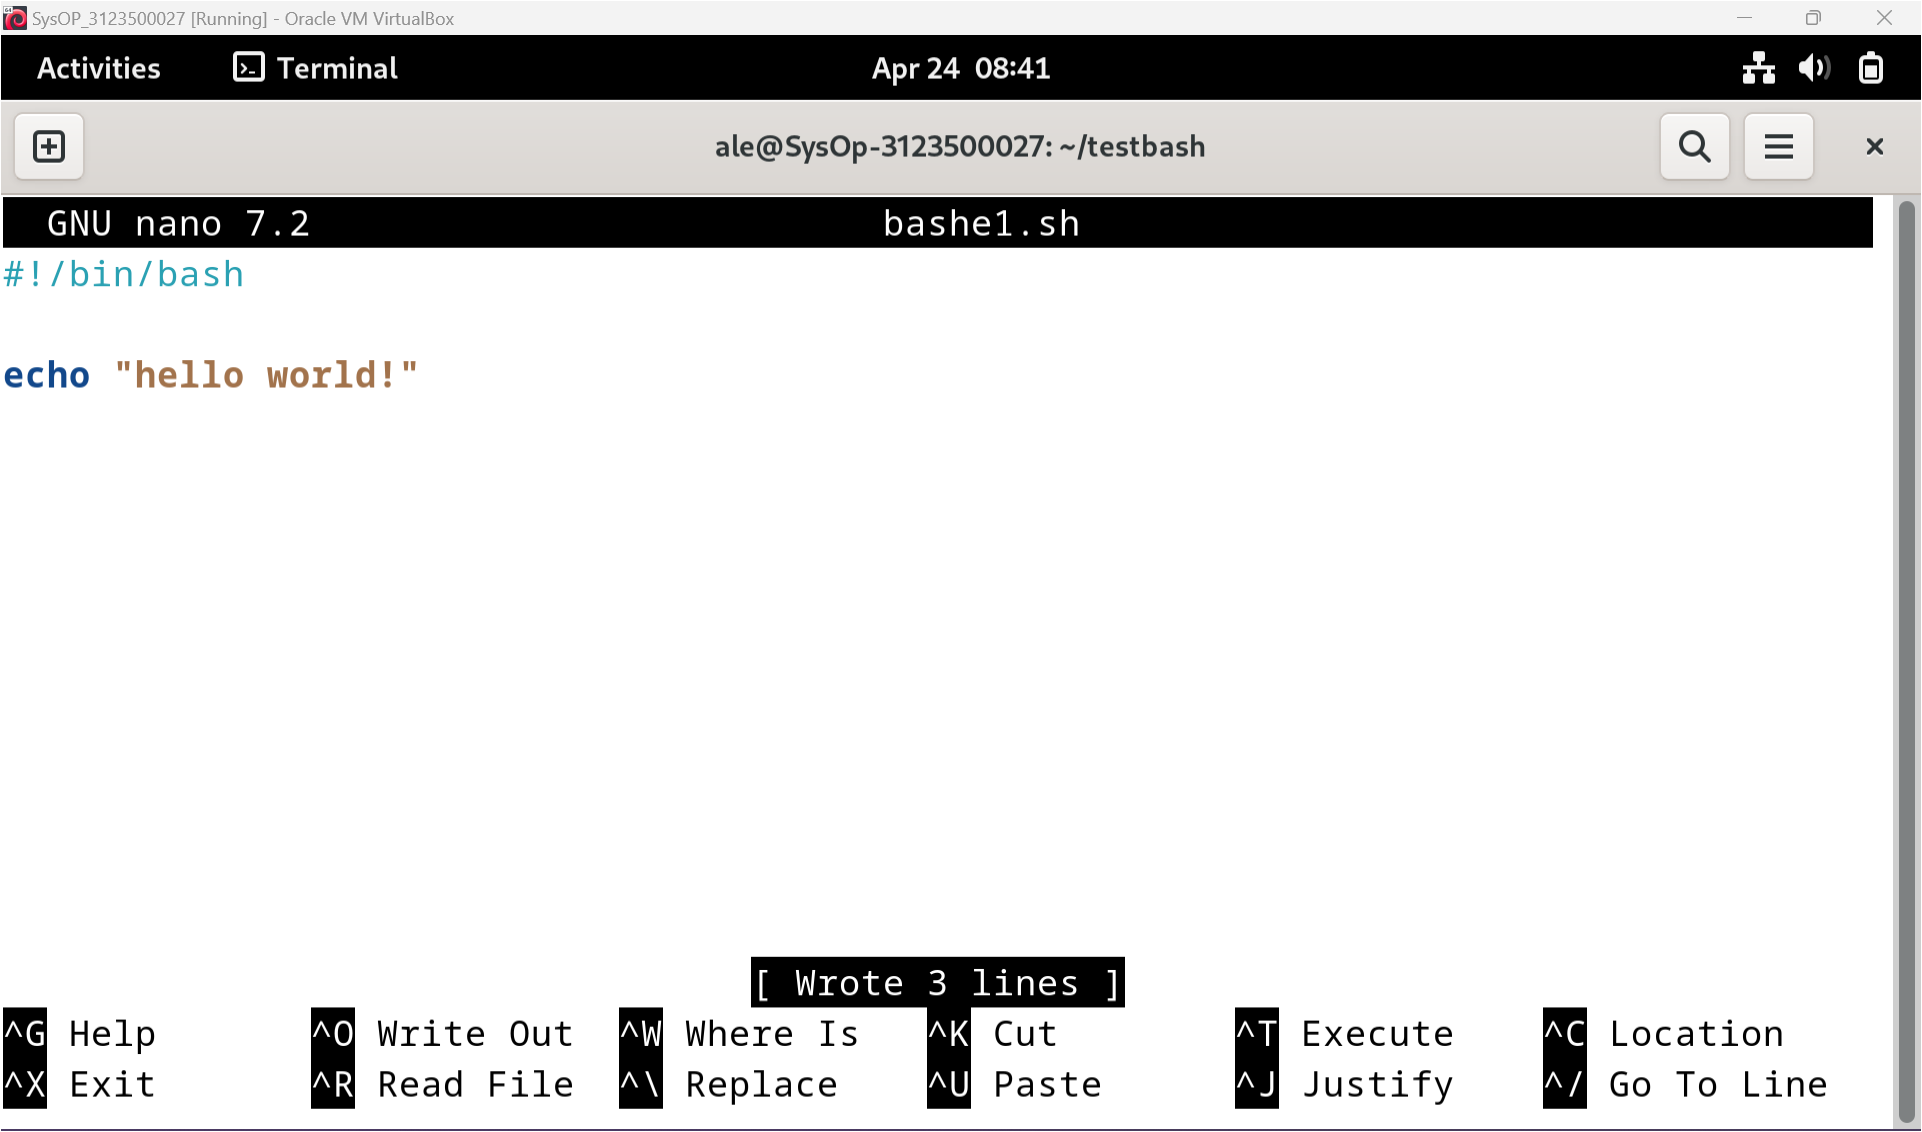 SysOP_3123500027 [Running] - Oracle VM VirtualBox
Activities Terminal Apr 24 08:41
ale@SysOp-3123500027: ~/testbash
GNU nano 7.2 bashe1.sh
#!/bin/bash
echo "hello world!"
[ Wrote 3 lines ]
^G Help ^O Write Out ^W Where Is ^K Cut ^T Execute ^C Location
^X Exit ^R Read File ^\ Replace ^U Paste ^J Justify ^/ Go To Line